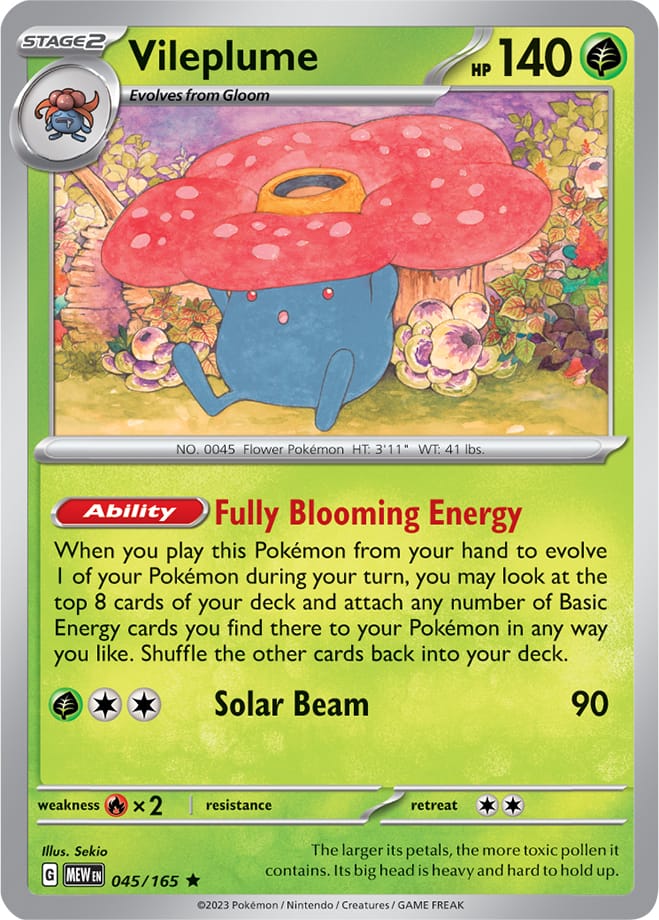 STAGE2
Vileplume
HP 140
Evolves from Gloom
NO. 0045 Flower Pokémon HT: 3'11" WT: 41 lbs.
Ability Fully Blooming Energy
When you play this Pokémon from your hand to evolve
1 of your Pokémon during your turn, you may look at the
top 8 cards of your deck and attach any number of Basic
Energy cards you find there to your Pokémon in any way
you like. Shuffle the other cards back into your deck.
Solar Beam 90
weakness ×2 resistance retreat
Illus. Sekio
The larger its petals, the more toxic pollen it
contains. Its big head is heavy and hard to hold up.
G MEW EN 045/165 ★
©2023 Pokémon / Nintendo / Creatures / GAME FREAK